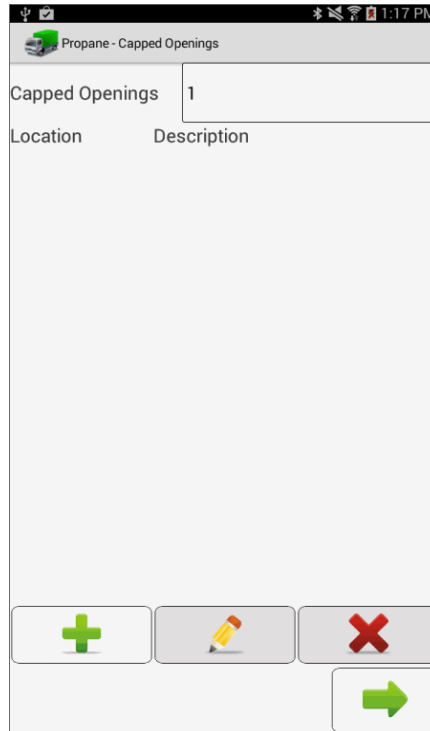 1:17 PM
Propane - Capped Openings
Capped Openings 1
Location Description